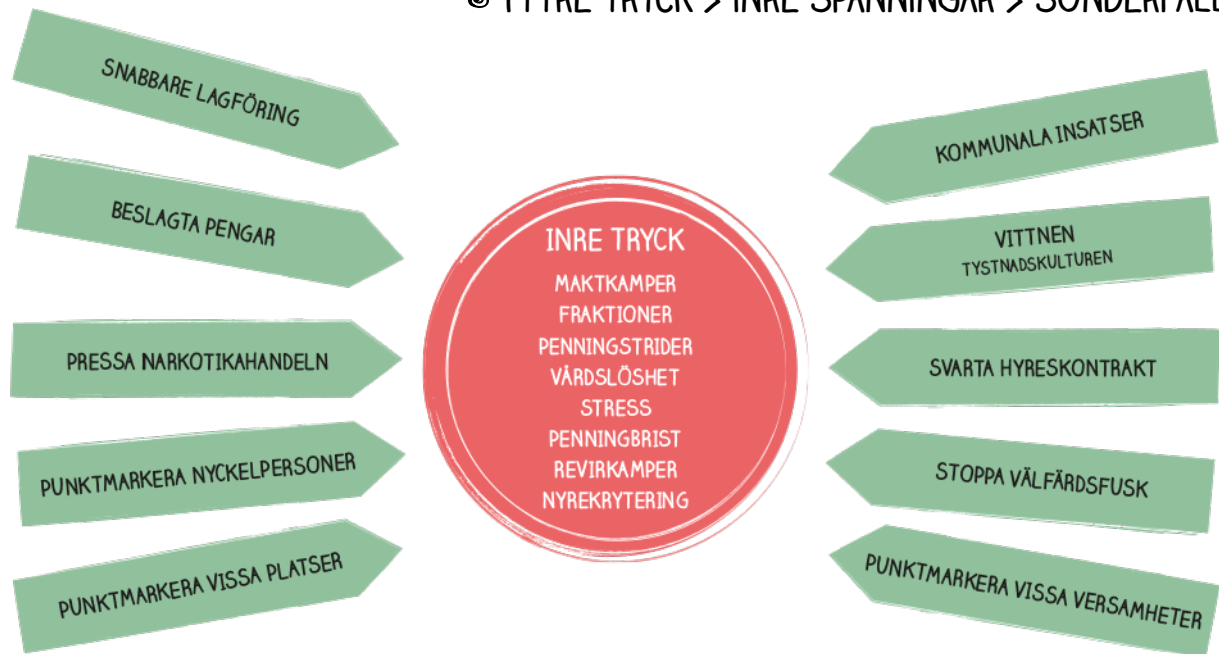 YTTRE TRYCK > INRE SPÄNNINGAR > SÖNDERFALL
SNABBARE LAGFÖRING
BESLAGTA PENGAR
PRESSA NARKOTIKAHANDELN
PUNKTMARKERA NYCKELPERSONER
PUNKTMARKERA VISSA PLATSER
INRE TRYCK
MAKTKAMPER
FRAKTIONER
PENNINGSTRIDER
VÅRDSLÖSHET
STRESS
PENNINGBRIST
REVIRKAMPER
NYREKRYTERING
KOMMUNALA INSATSER
VITTNEN
TYSTNADSKULTUREN
SVARTA HYRESKONTRAKT
STOPPA VÄLFÄRDSFUSK
PUNKTMARKERA VISSA VERSAMHETER